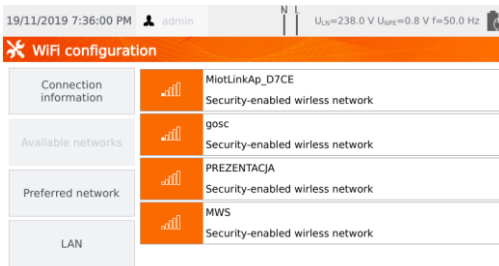 19/11/2019 7:36:00 PM admin N L U_LN=238.0 V U_NPE=0.8 V f=50.0 Hz
WiFi configuration
Connection
information
Available networks
Preferred network
LAN
MiotLinkAp_D7CE
Security-enabled wirless network
gosc
Security-enabled wirless network
PREZENTACJA
Security-enabled wirless network
MWS
Security-enabled wirless network